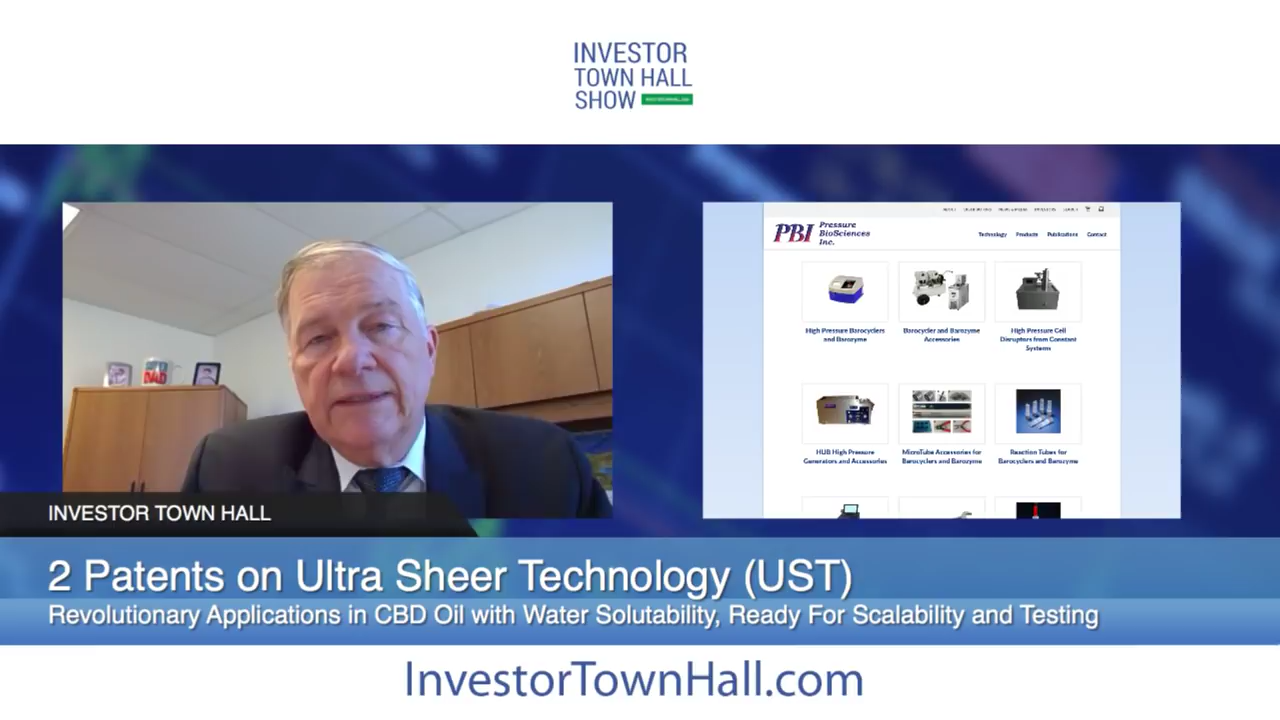 INVESTOR
TOWN HALL
SHOW
PBI Pressure
BioSciences
Inc.
Technology Products Publications Contact
High Pressure Barocyclers
and Barozyme
Barocycler and Barozyme
Accessories
High Pressure Cell
Disruptors from Constant
Systems
HUB High Pressure
Generators and Accessories
MicroTube Accessories for
Barocyclers and Barozyme
Reaction Tubes for
Barocyclers and Barozyme
DAD
INVESTOR TOWN HALL
2 Patents on Ultra Sheer Technology (UST)
Revolutionary Applications in CBD Oil with Water Solutability, Ready For Scalability and Testing
InvestorTownHall.com